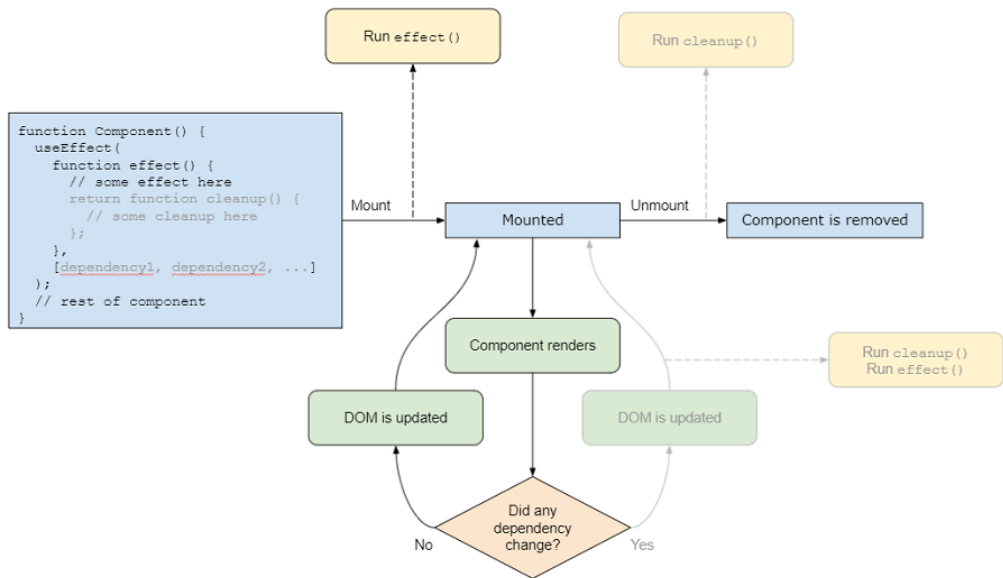 Run effect()
Run cleanup()
function Component() {
  useEffect(
    function effect() {
      // some effect here
      return function cleanup() {
        // some cleanup here
      };
    },
    [dependency1, dependency2, ...]
  );
  // rest of component
}
Mount
Mounted
Unmount
Component is removed
Component renders
Run cleanup()
Run effect()
DOM is updated
DOM is updated
Did any
dependency
change?
No
Yes